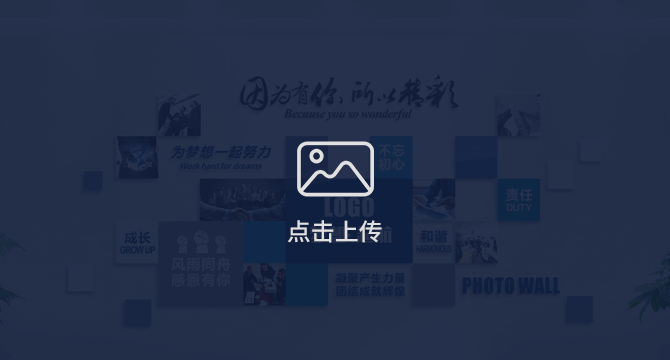 因为有你，所以精彩
Because you so wonderful
为梦想一起努力
Work hard for dreams
不忘
初心
责任
DUTY
LOGO
点击上传
成长
GROW UP
和谐
HARMONIOUS
风雨同舟
感恩有你
凝聚产生力量
团结成就辉煌
PHOTO WALL